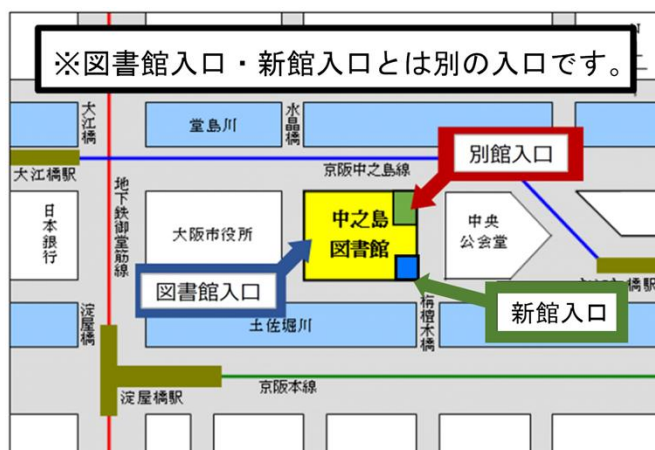 ※図書館入口・新館入口とは別の入口です。
大江橋
堂島川
水晶橋
別館入口
大江橋駅
京阪中之島線
地下鉄御堂筋線
日本銀行
大阪市役所
中之島
図書館
中央
公会堂
図書館入口
新館入口
橋駅
淀屋橋
土佐堀川
栴檀木橋
淀屋橋駅
京阪本線